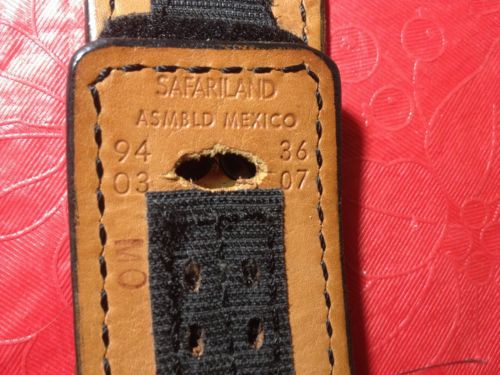 SAFARILAND
ASMBLD MEXICO
94 36
03 07
MO